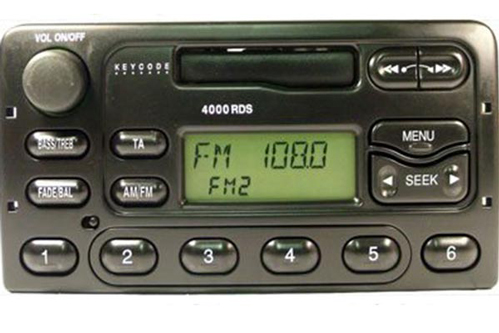 VOL ON/OFF
KEYCODE
4000 RDS
BASS/TREB
TA
MENU
FM 108.0
FADE/BAL
AM/FM
FM2
SEEK
1 2 3 4 5 6